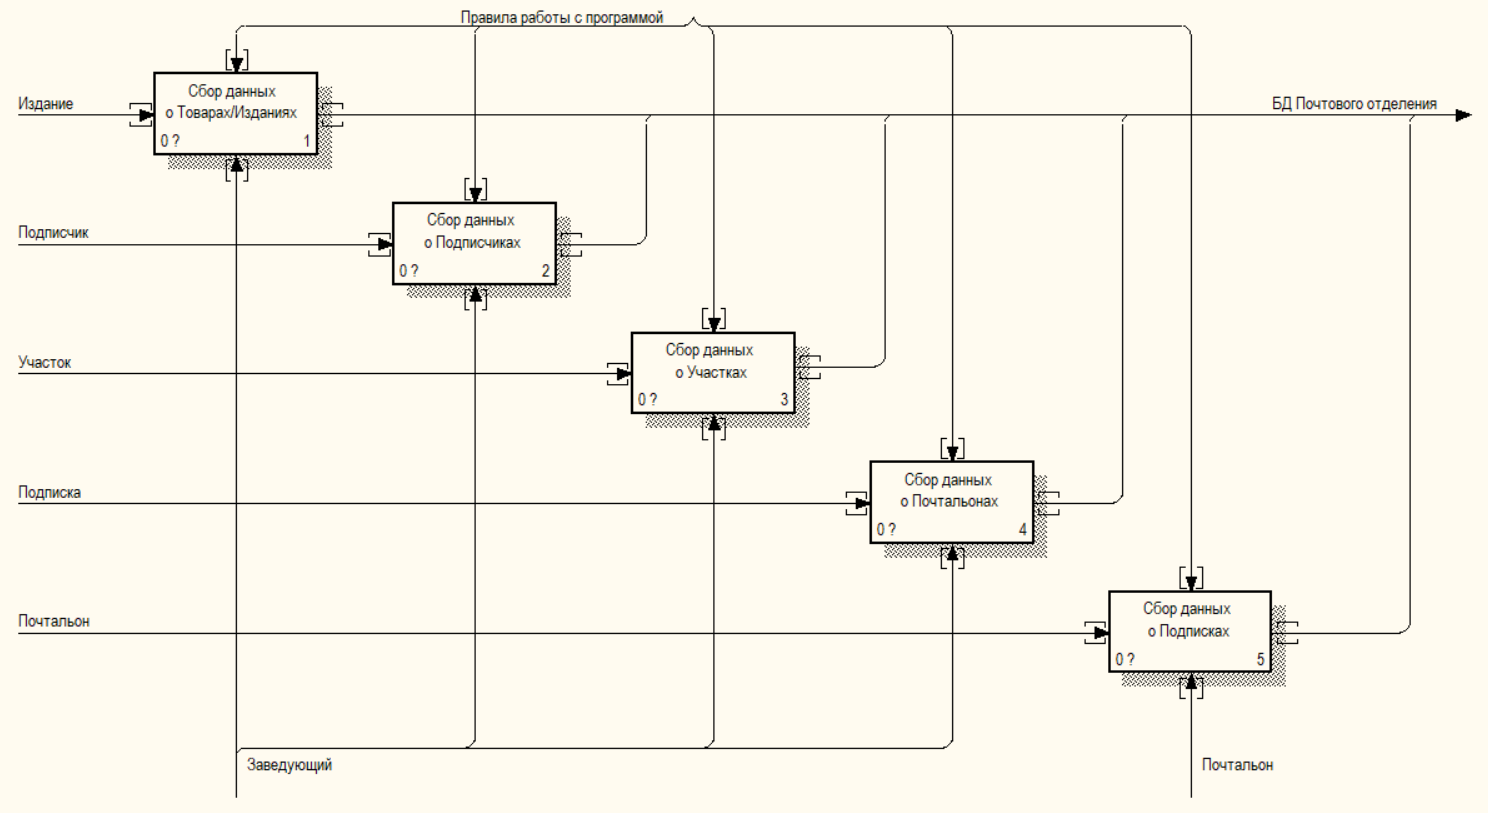 Правила работы с программой
Издание
Сбор данных
о Товарах/Изданиях
0 ?
1
БД Почтового отделения
Подписчик
Сбор данных
о Подписчиках
0 ?
2
Участок
Сбор данных
о Участках
0 ?
3
Подписка
Сбор данных
о Почтальонах
0 ?
4
Почтальон
Сбор данных
о Подписках
0 ?
5
Заведующий
Почтальон